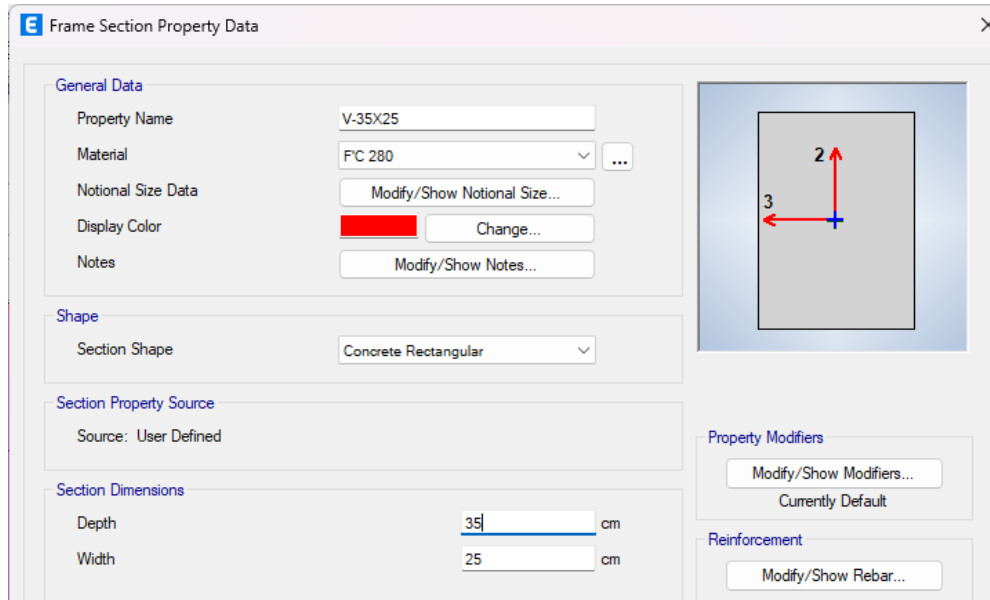 E Frame Section Property Data
General Data
Property Name V-35X25
Material F'C 280 ...
Notional Size Data Modify/Show Notional Size...
Display Color Change...
Notes Modify/Show Notes...
2
3
Shape
Section Shape Concrete Rectangular
Section Property Source
Source: User Defined
Property Modifiers
Modify/Show Modifiers...
Currently Default
Section Dimensions
Depth 35 cm
Width 25 cm
Reinforcement
Modify/Show Rebar...